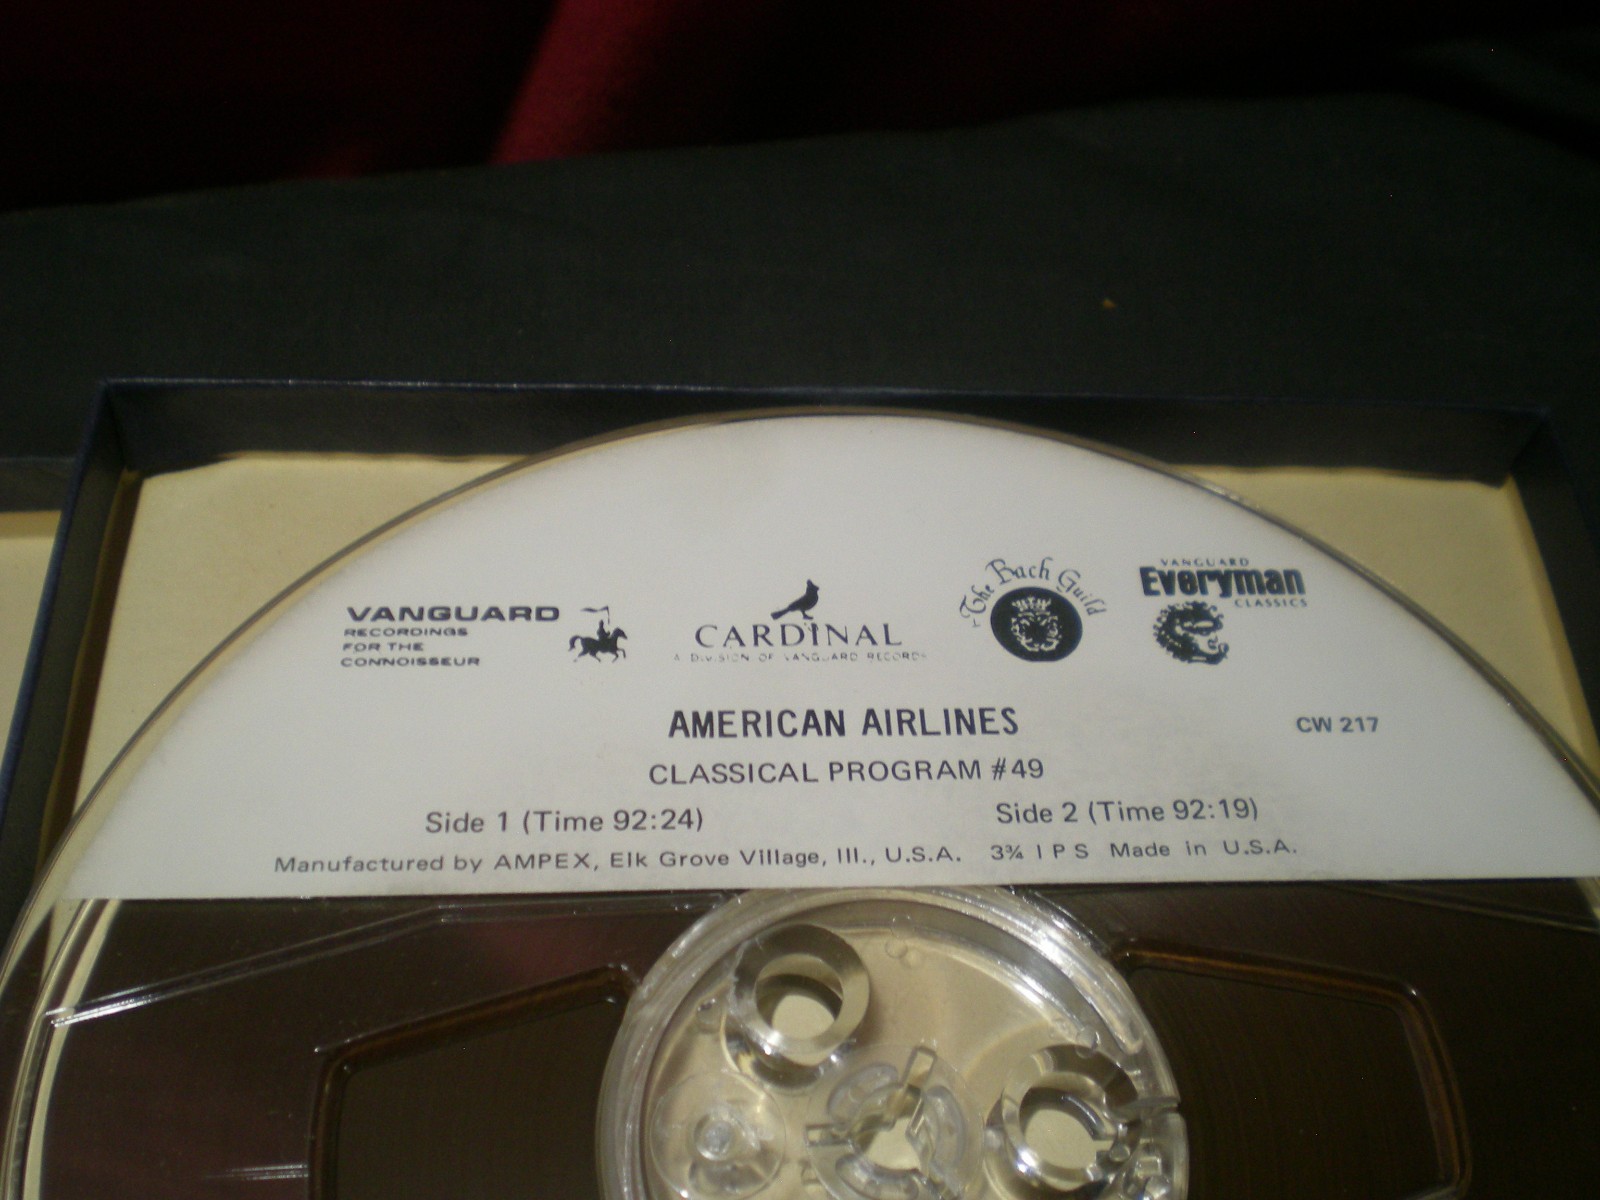 VANGUARD
RECORDINGS
FOR THE
CONNOISSEUR
CARDINAL
A DIVISION OF VANGUARD RECORDS
The Bach Guild
VANGUARD
Everyman
CLASSICS
AMERICAN AIRLINES
CW 217
CLASSICAL PROGRAM #49
Side 1 (Time 92:24) Side 2 (Time 92:19)
Manufactured by AMPEX, Elk Grove Village, Ill., U.S.A. 3¾ I P S Made in U.S.A.